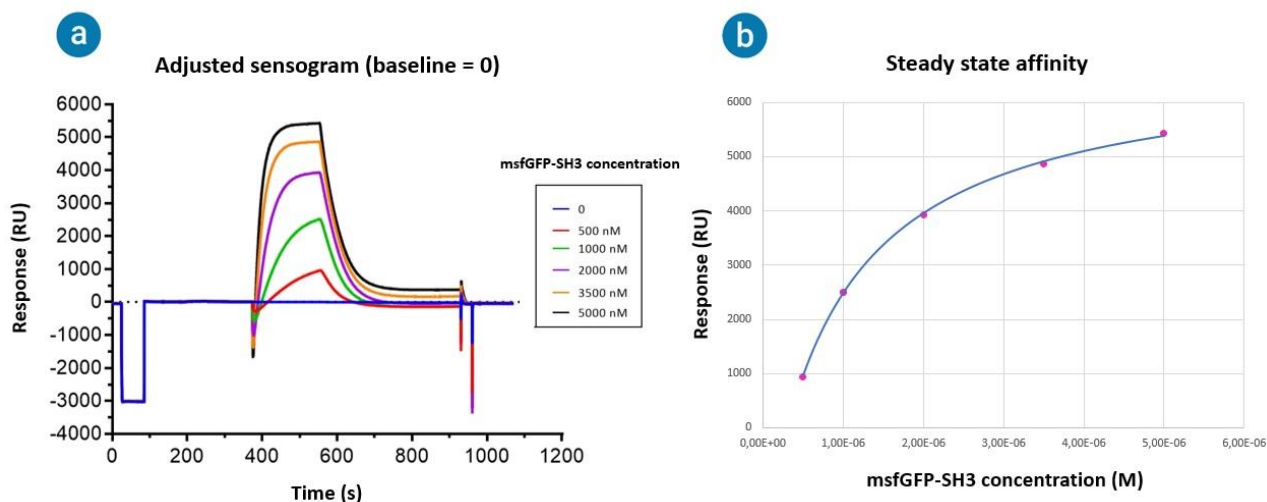 a
Adjusted sensogram (baseline = 0)
Response (RU)
6000
5000
4000
3000
2000
1000
0
-1000
-2000
-3000
-4000
0
200
400
600
800
1000
1200
Time (s)
msfGFP-SH3 concentration
0
500 nM
1000 nM
2000 nM
3500 nM
5000 nM
b
Steady state affinity
Response (RU)
6000
5000
4000
3000
2000
1000
0
0,00E+00
1,00E-06
2,00E-06
3,00E-06
4,00E-06
5,00E-06
6,00E-06
msfGFP-SH3 concentration (M)